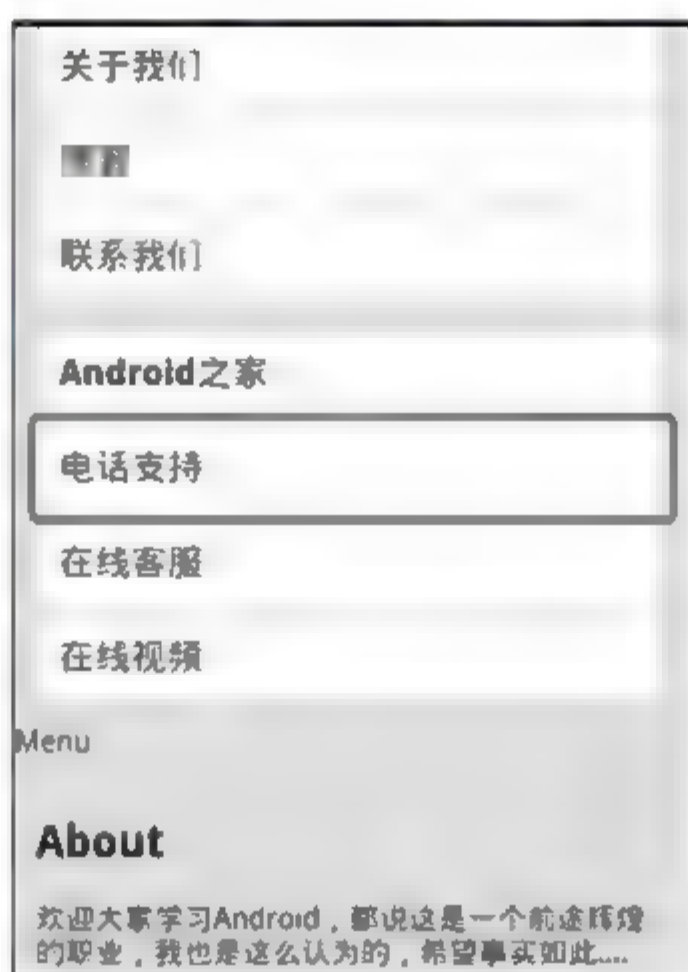 关于我们
联系我们
Android之家
电话支持
在线客服
在线视频
Menu
About
欢迎大家学习Android，都说这是一个前途辉煌
的职业，我也是这么认为的，希望事实如此.....